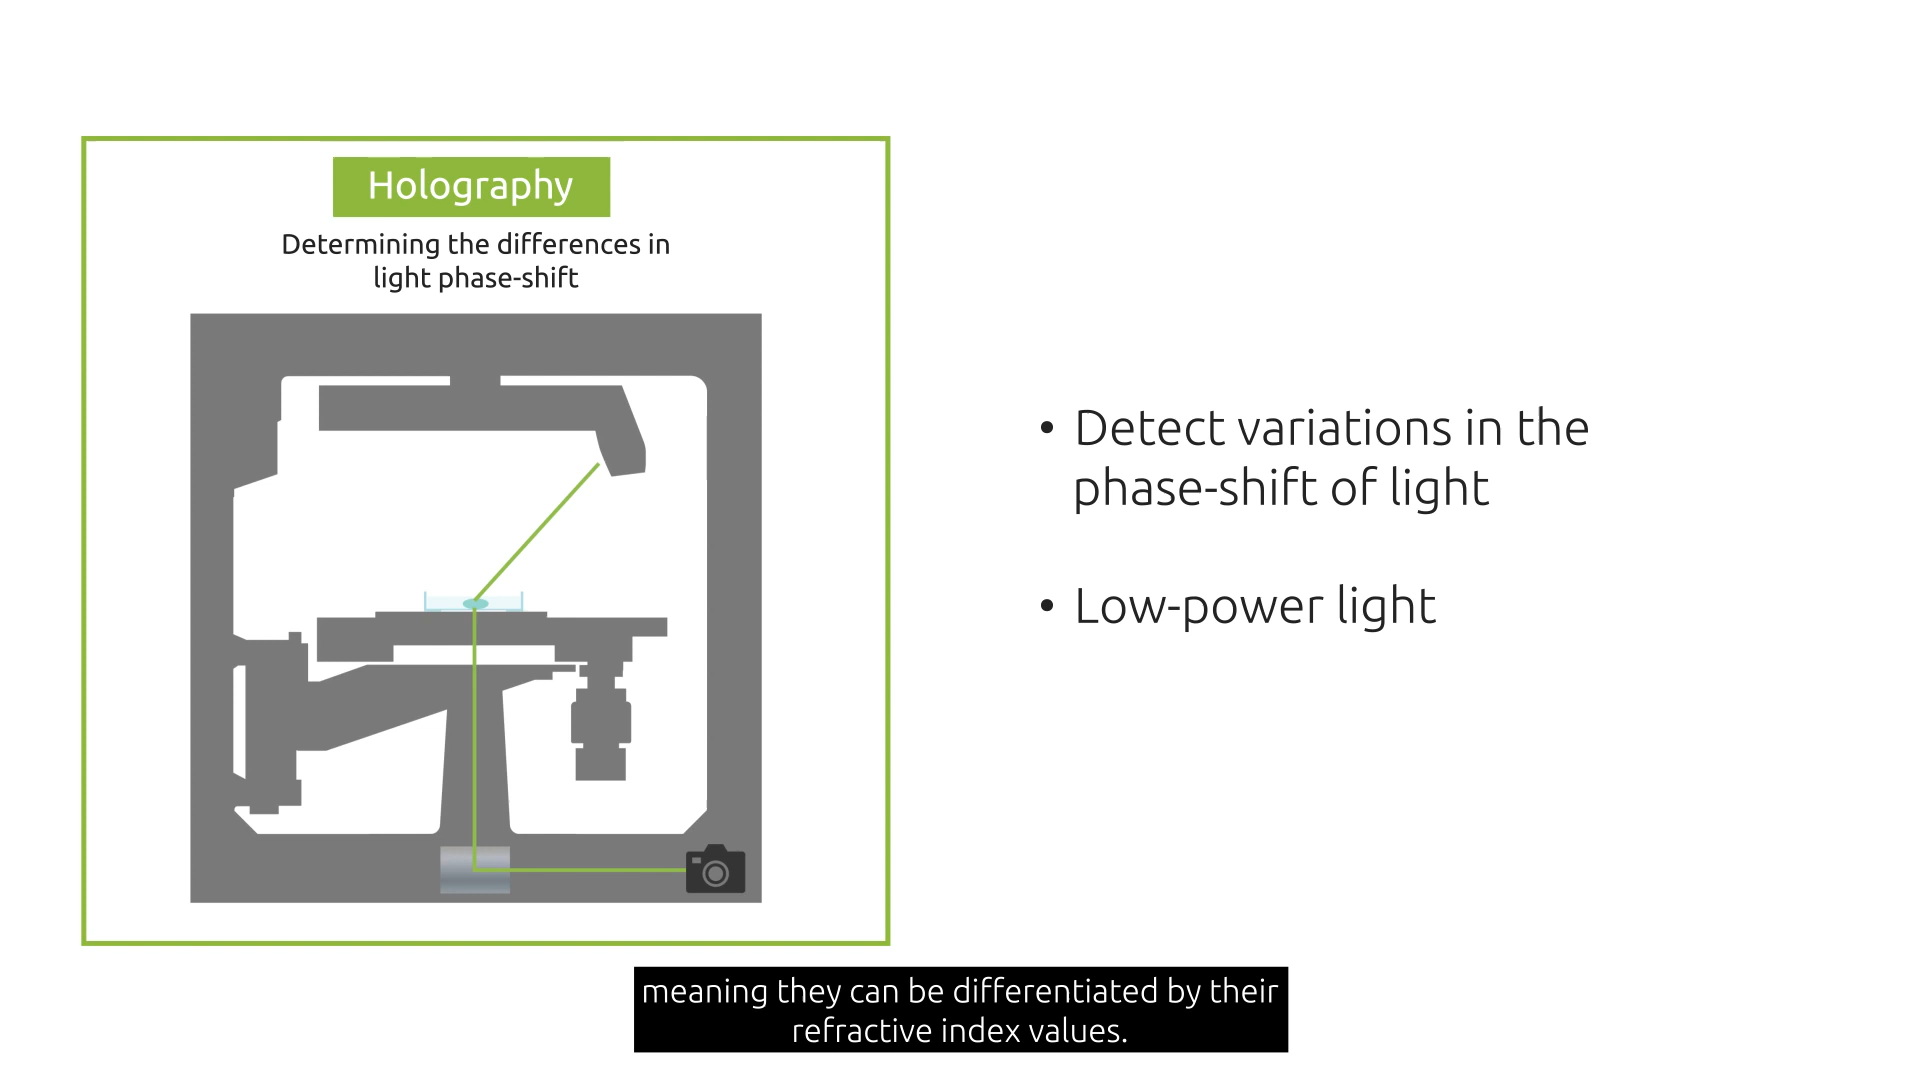 Holography
Determining the differences in
light phase-shift
• Detect variations in the
phase-shift of light
• Low-power light
meaning they can be differentiated by their
refractive index values.